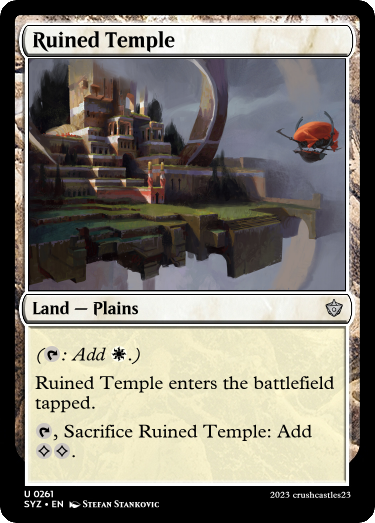 Ruined Temple
Land — Plains
(: Add .)
Ruined Temple enters the battlefield
tapped.
, Sacrifice Ruined Temple: Add
.
U 0261
SYZ • EN Stefan Stankovic
2023 crushcastles23